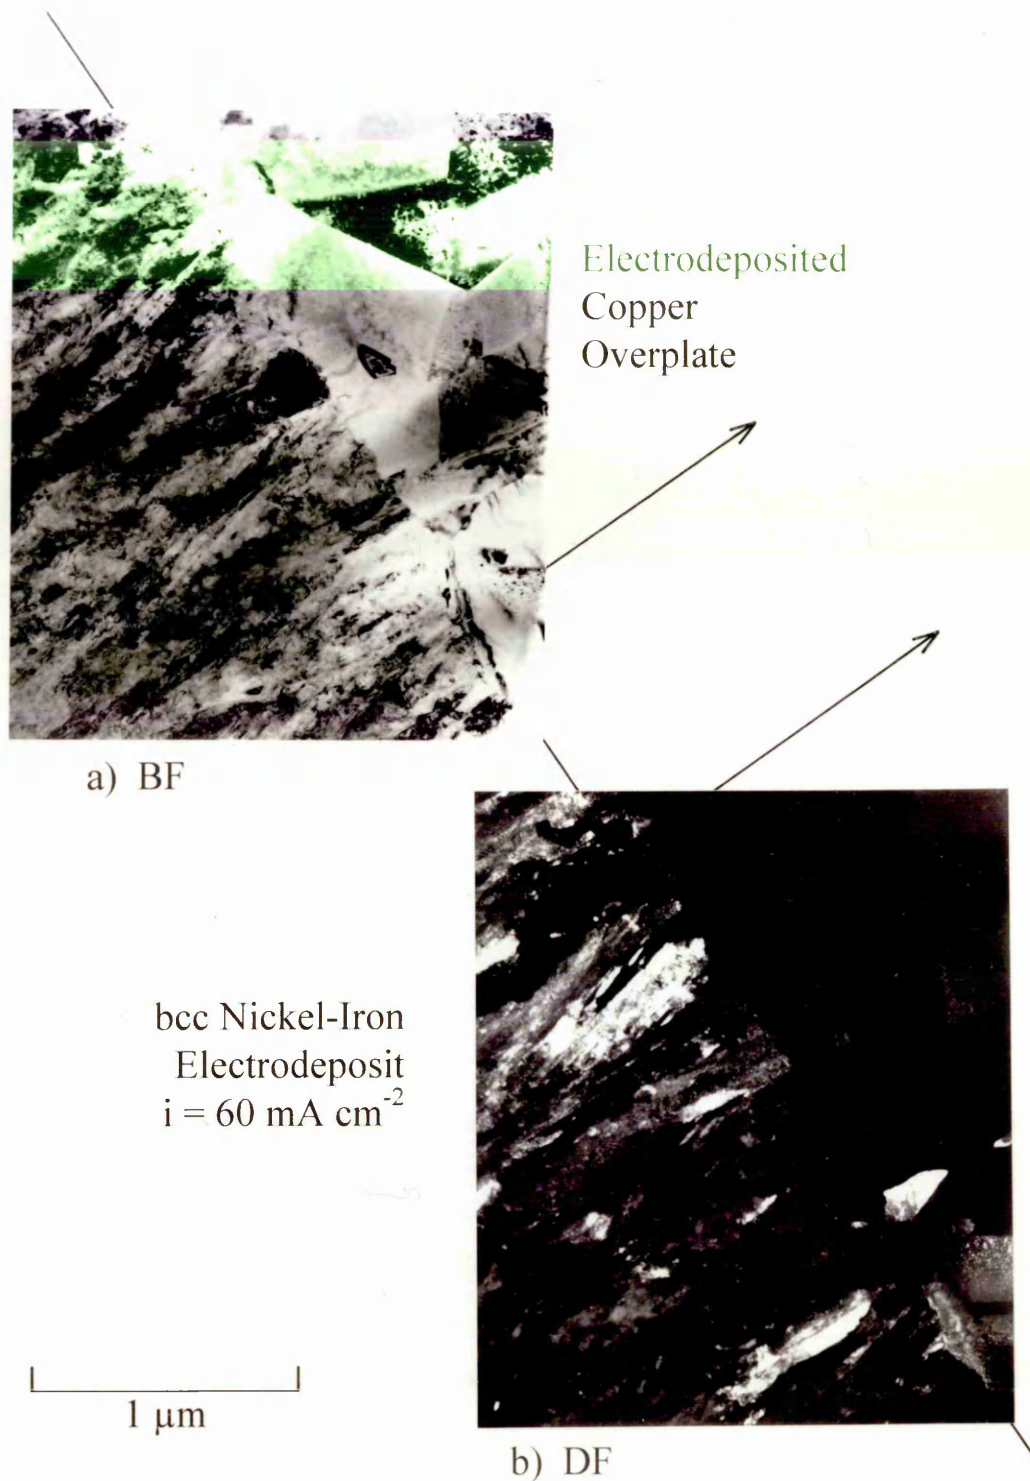 Electrodeposited
Copper
Overplate
a) BF
bcc Nickel-Iron
Electrodeposit
i = 60 mA cm⁻²
1 µm
b) DF